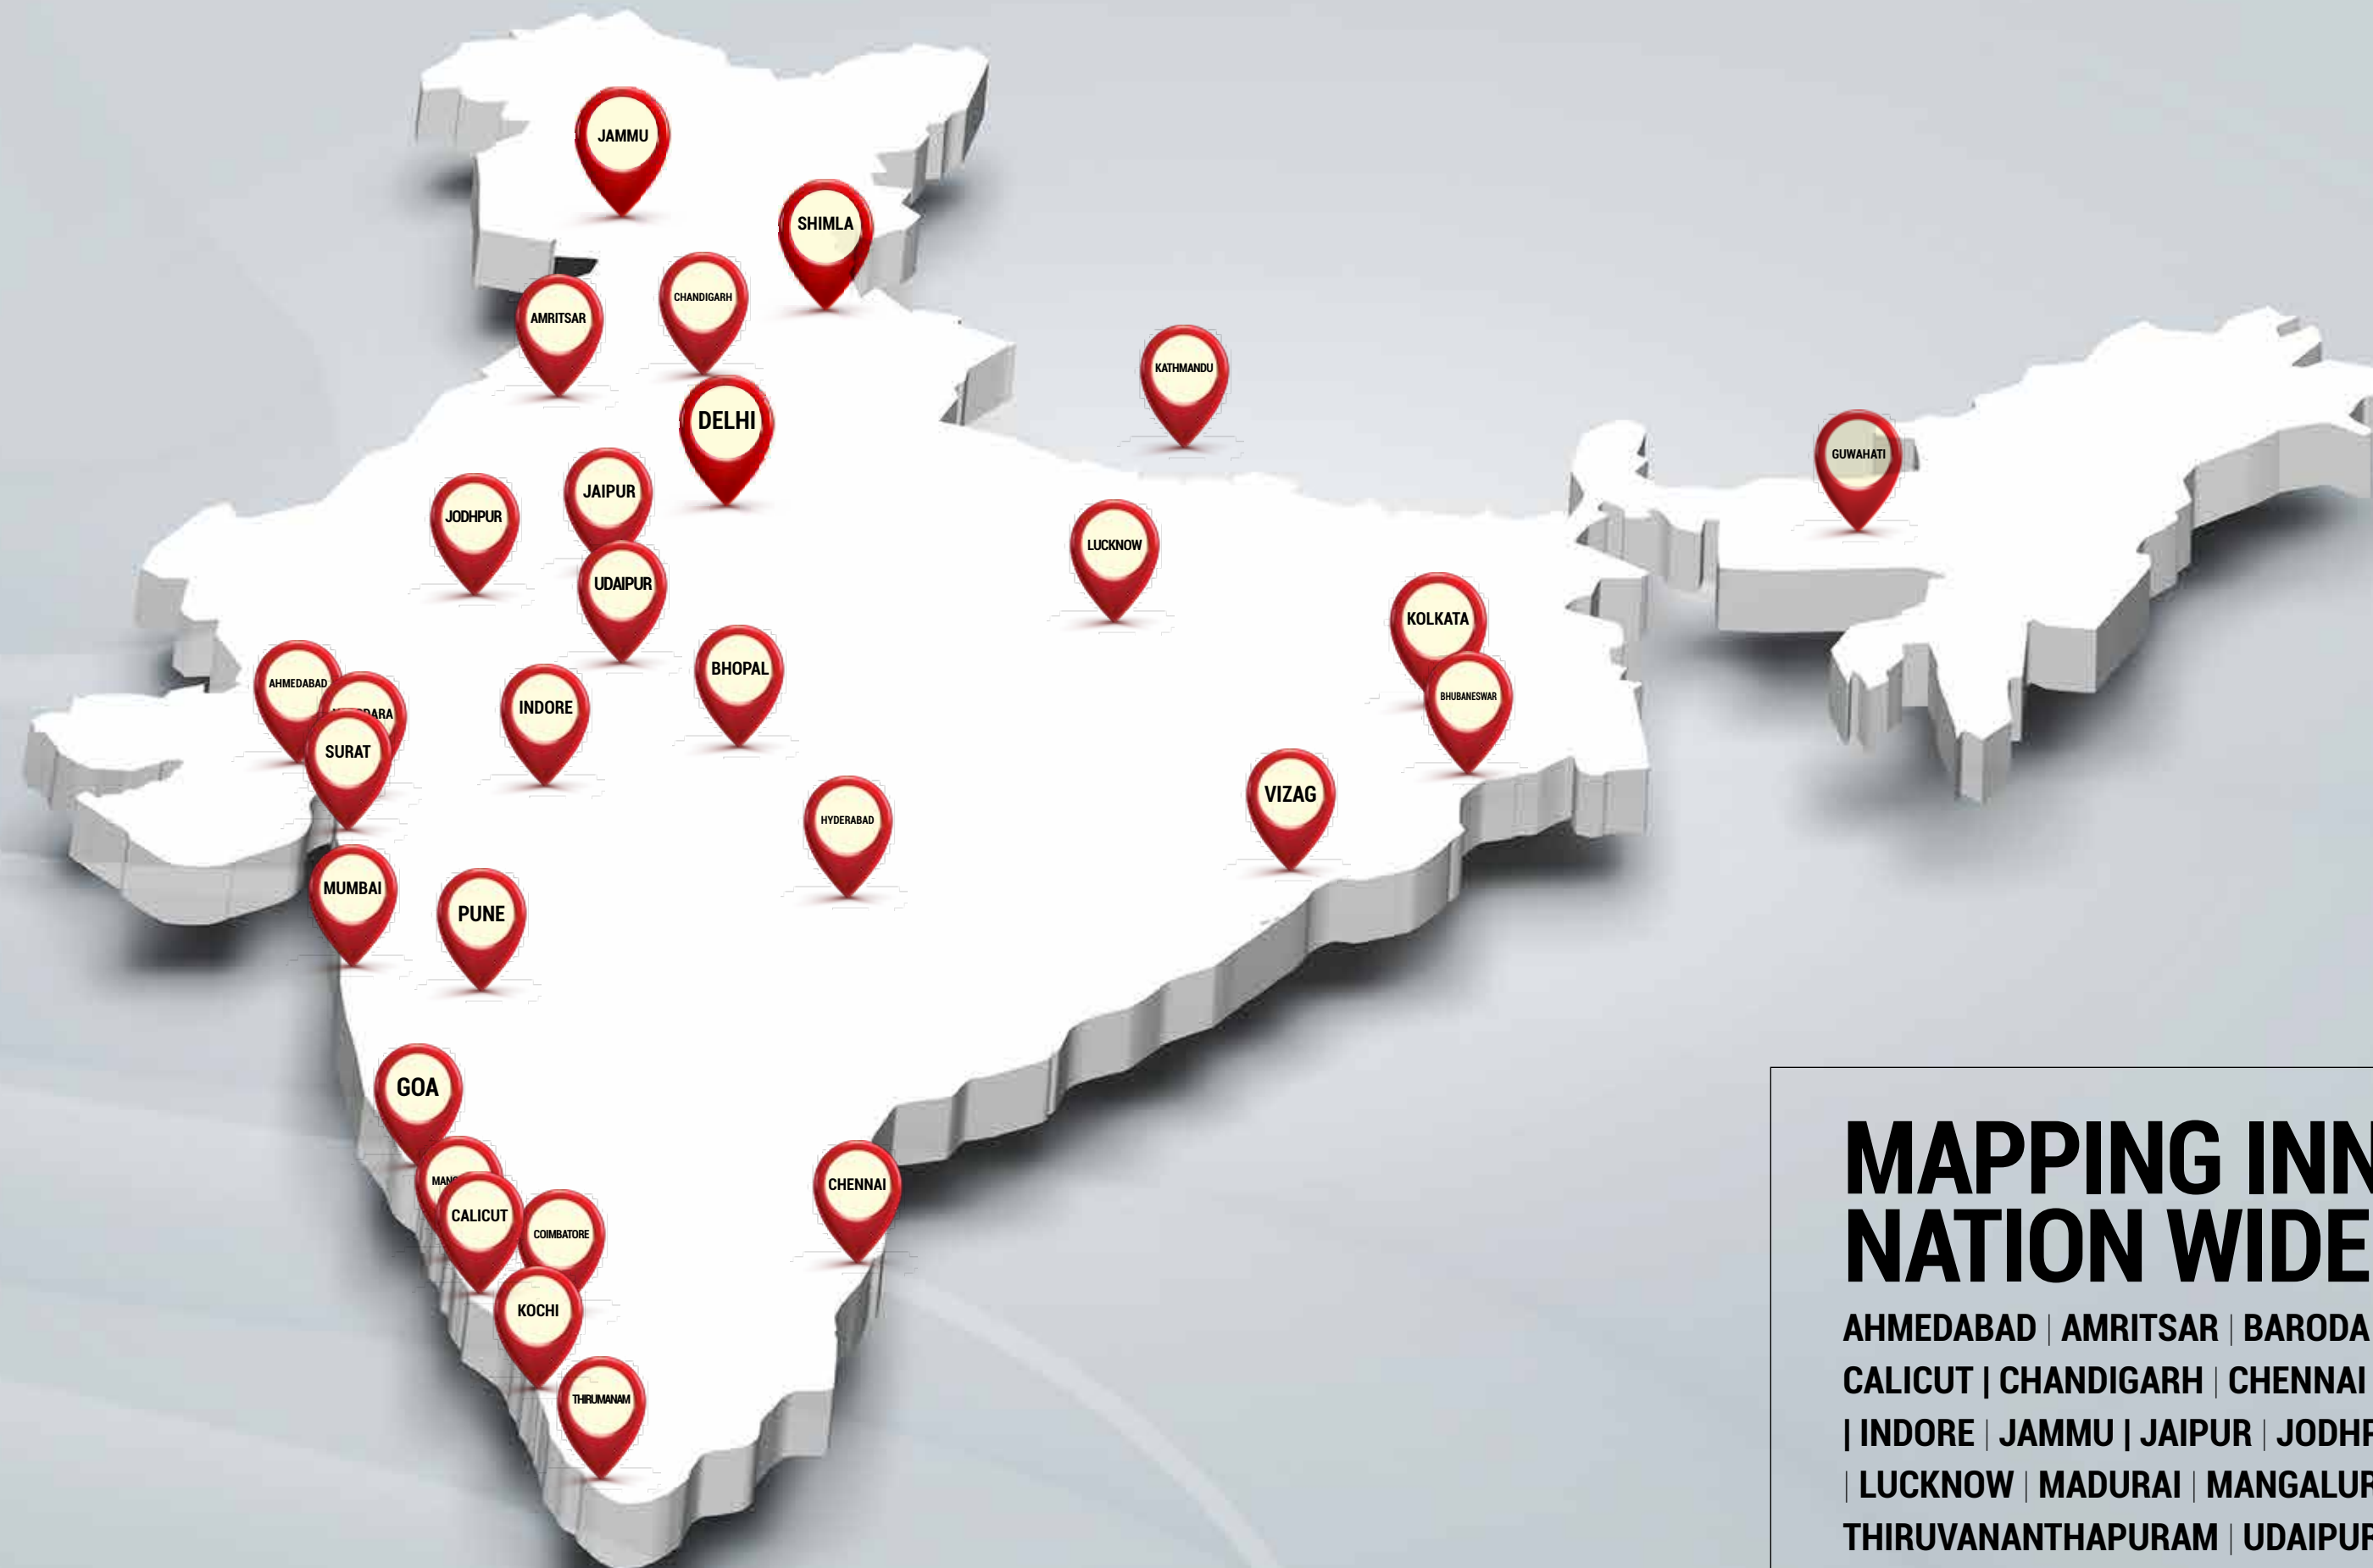 JAMMU
SHIMLA
CHANDIGARH
AMRITSAR
KATHMANDU
DELHI
GUWAHATI
JAIPUR
JODHPUR
LUCKNOW
UDAIPUR
KOLKATA
BHOPAL
AHMEDABAD
BHUBANESWAR
INDORE
SURAT
VIZAG
HYDERABAD
MUMBAI
PUNE
GOA
CHENNAI
CALICUT
COIMBATORE
KOCHI
THIRUMANAM
MAPPING INN
NATION WIDE
AHMEDABAD | AMRITSAR | BARODA
CALICUT | CHANDIGARH | CHENNAI
| INDORE | JAMMU | JAIPUR | JODHP
| LUCKNOW | MADURAI | MANGALUR
THIRUVANANTHAPURAM | UDAIPUR